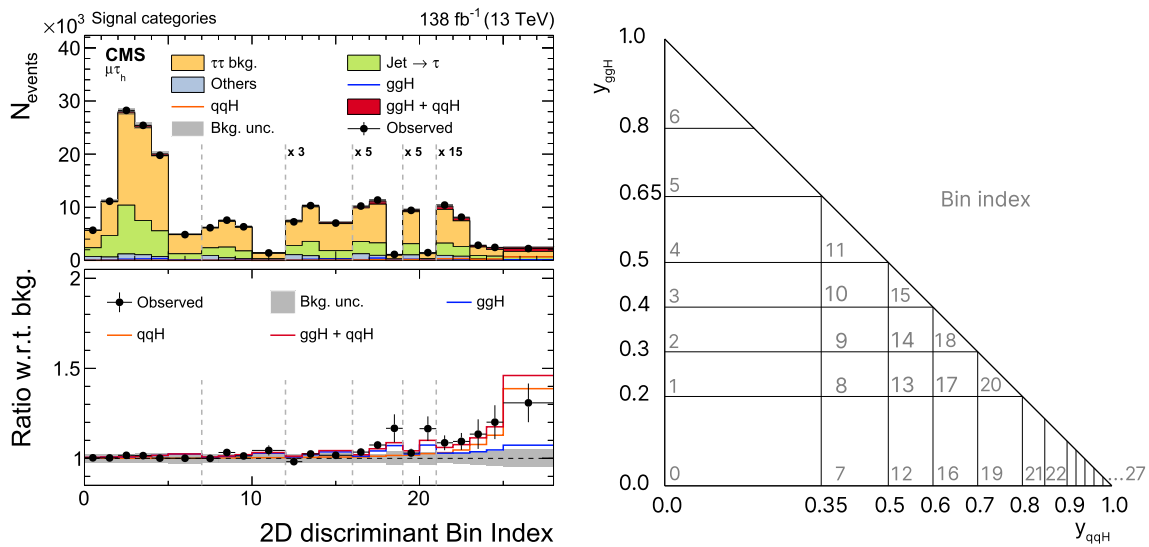 ×10³ Signal categories 138 fb⁻¹ (13 TeV)
CMS
μτₕ
ττ bkg.
Jet → τ
Others
ggH
qqH
ggH + qqH
Bkg. unc.
Observed
N_events
40
30
20
10
0
x 3
x 5
x 5
x 15
Ratio w.r.t. bkg.
2
1.5
1
Observed
Bkg. unc.
ggH
qqH
ggH + qqH
0 10 20
2D discriminant Bin Index
y_ggH
1.0
0.8
0.65
0.5
0.4
0.3
0.2
0.0
Bin index
6
5
4 11
3 10 15
2 9 14 18
1 8 13 17 20
0 7 12 16 19 21 22 ...27
0.0 0.35 0.5 0.6 0.7 0.8 0.9 1.0
y_qqH